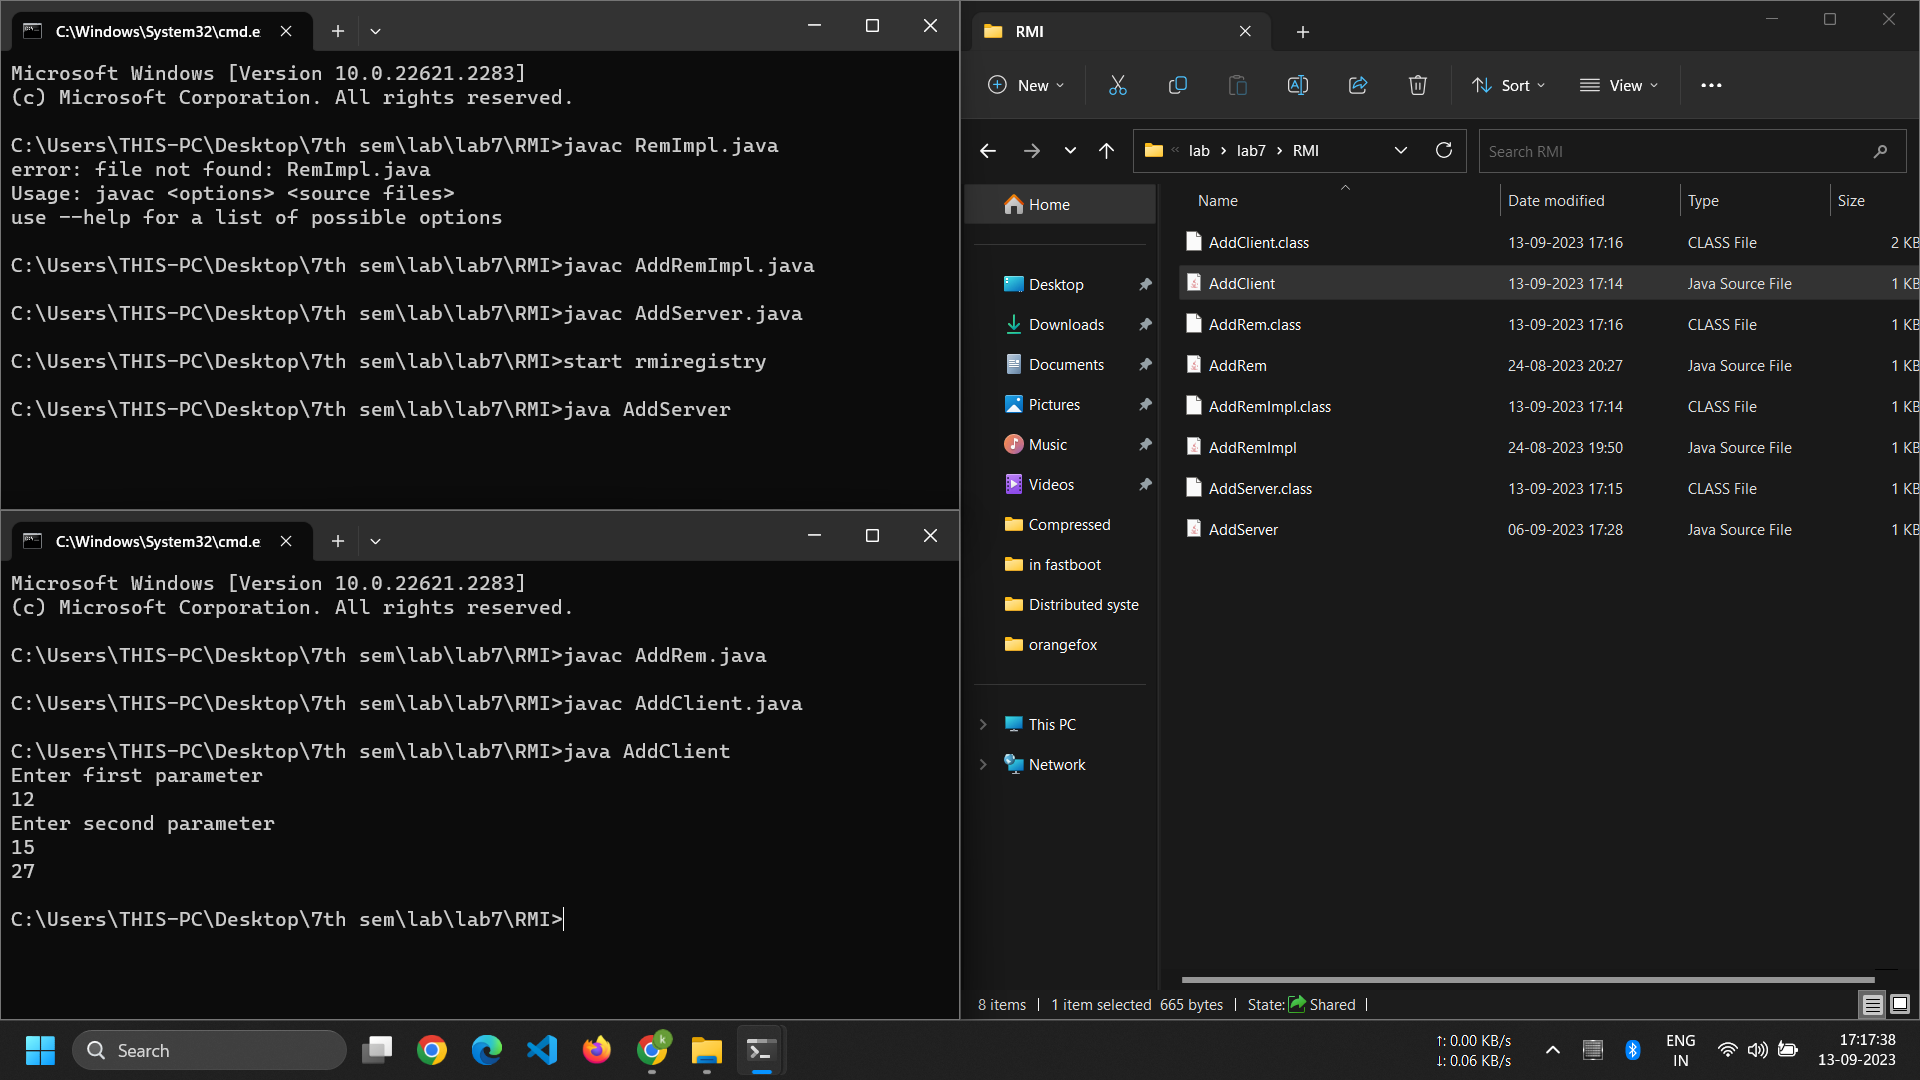 C:\Windows\System32\cmd.e
Microsoft Windows [Version 10.0.22621.2283]
(c) Microsoft Corporation. All rights reserved.
C:\Users\THIS-PC\Desktop\7th sem\lab\lab7\RMI>javac RemImpl.java
error: file not found: RemImpl.java
Usage: javac <options> <source files>
use --help for a list of possible options
C:\Users\THIS-PC\Desktop\7th sem\lab\lab7\RMI>javac AddRemImpl.java
C:\Users\THIS-PC\Desktop\7th sem\lab\lab7\RMI>javac AddServer.java
C:\Users\THIS-PC\Desktop\7th sem\lab\lab7\RMI>start rmiregistry
C:\Users\THIS-PC\Desktop\7th sem\lab\lab7\RMI>java AddServer
C:\Windows\System32\cmd.e
Microsoft Windows [Version 10.0.22621.2283]
(c) Microsoft Corporation. All rights reserved.
C:\Users\THIS-PC\Desktop\7th sem\lab\lab7\RMI>javac AddRem.java
C:\Users\THIS-PC\Desktop\7th sem\lab\lab7\RMI>javac AddClient.java
C:\Users\THIS-PC\Desktop\7th sem\lab\lab7\RMI>java AddClient
Enter first parameter
12
Enter second parameter
15
27
C:\Users\THIS-PC\Desktop\7th sem\lab\lab7\RMI>
RMI
New Sort View
« lab > lab7 > RMI Search RMI
Home
Desktop
Downloads
Documents
Pictures
Music
Videos
Compressed
in fastboot
Distributed syste
orangefox
This PC
Network
Name Date modified Type Size
AddClient.class 13-09-2023 17:16 CLASS File 2 KB
AddClient 13-09-2023 17:14 Java Source File 1 KB
AddRem.class 13-09-2023 17:16 CLASS File 1 KB
AddRem 24-08-2023 20:27 Java Source File 1 KB
AddRemImpl.class 13-09-2023 17:14 CLASS File 1 KB
AddRemImpl 24-08-2023 19:50 Java Source File 1 KB
AddServer.class 13-09-2023 17:15 CLASS File 1 KB
AddServer 06-09-2023 17:28 Java Source File 1 KB
8 items | 1 item selected 665 bytes | State: Shared |
Search
k
↑: 0.00 KB/s
↓: 0.06 KB/s
ENG
IN
17:17:38
13-09-2023